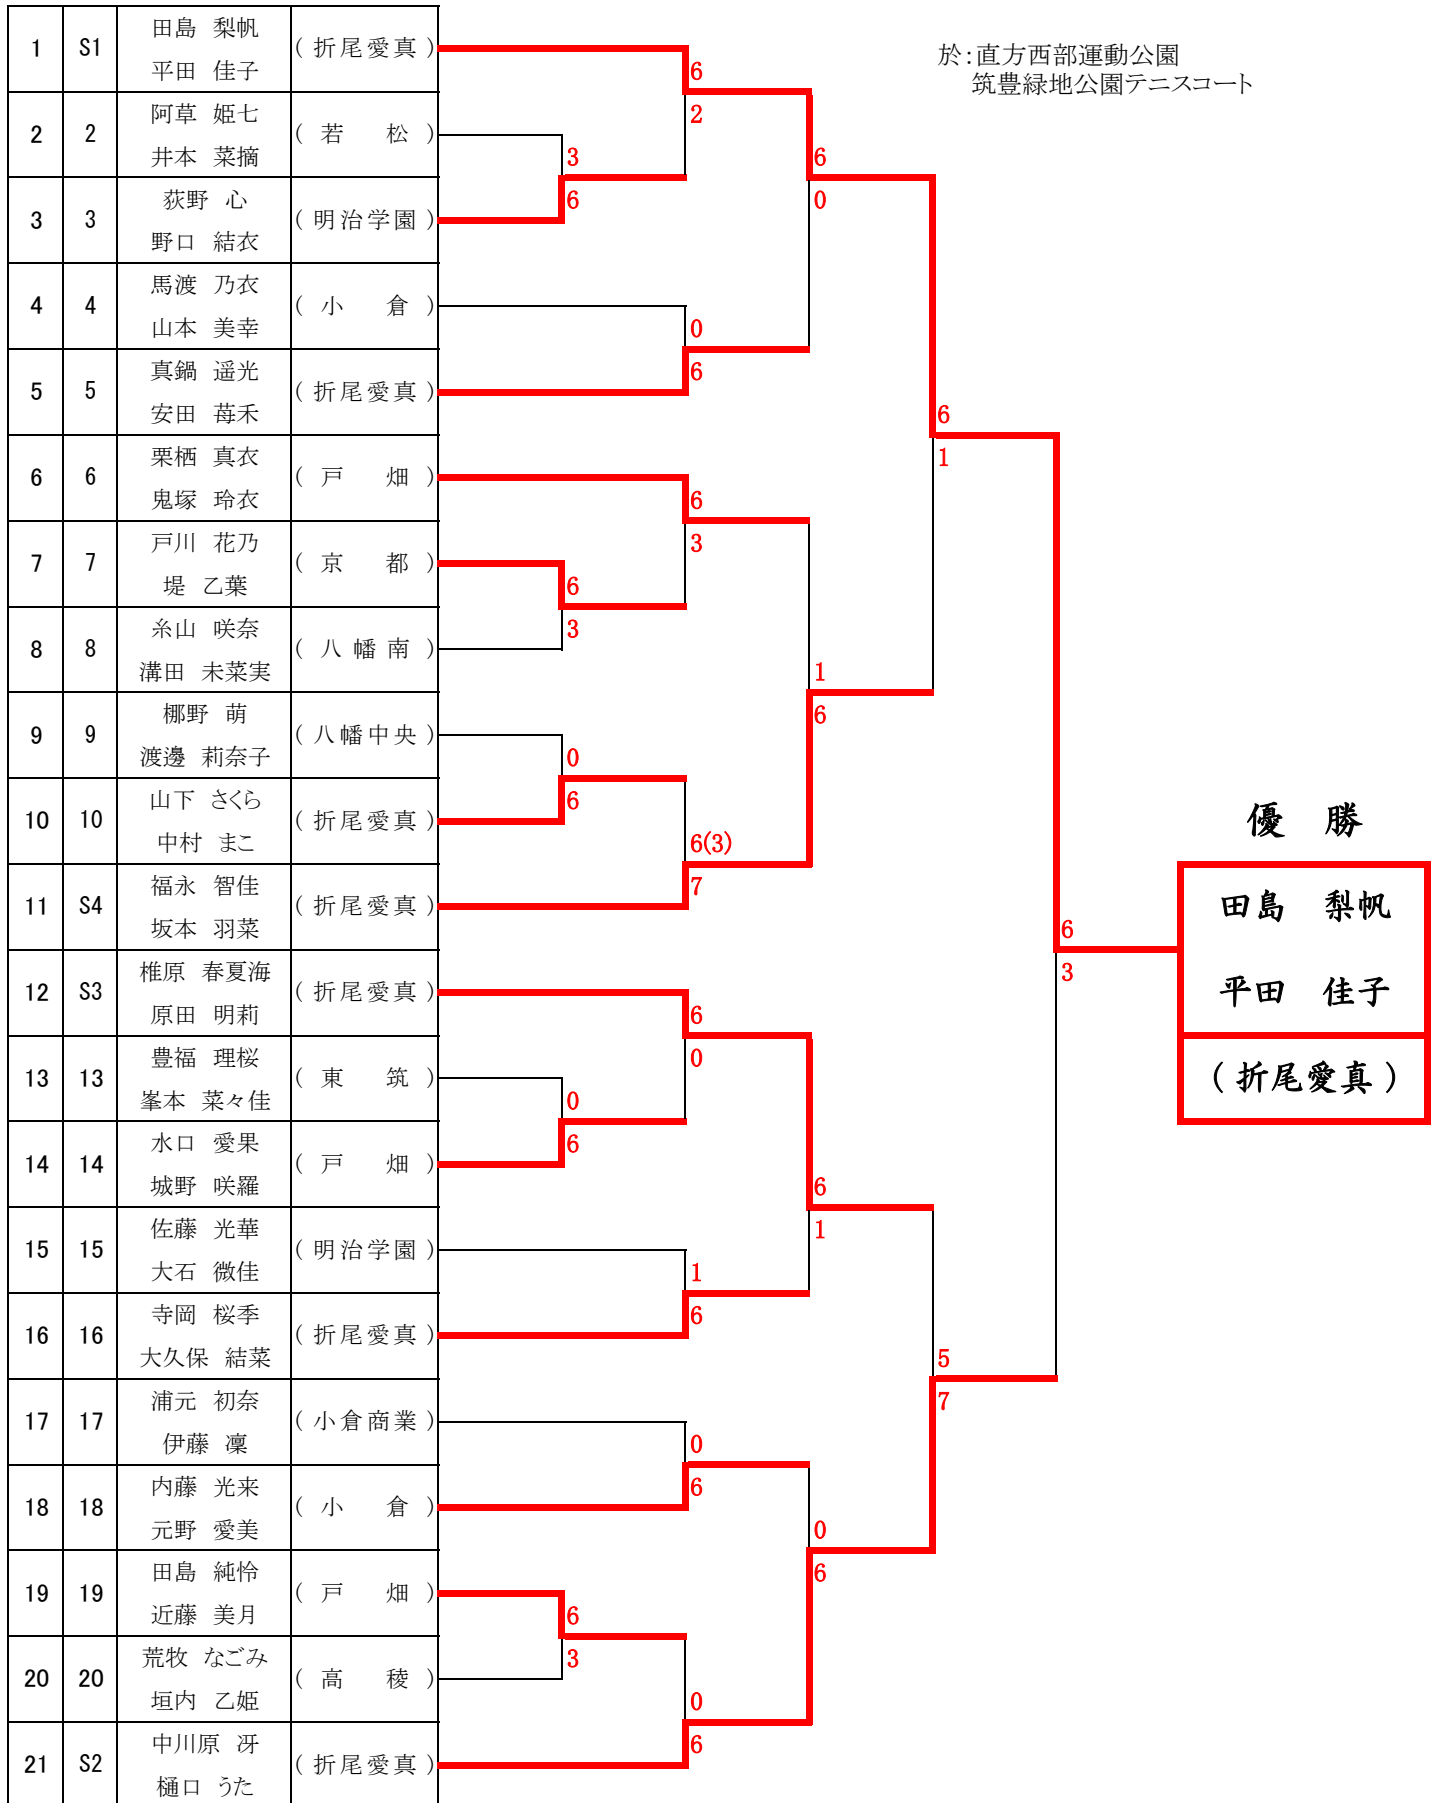 於:直方西部運動公園
筑豊緑地公園テニスコート
1 S1 田島 梨帆 (折尾愛真)
平田 佳子
2 2 阿草 姫七 (若 松)
井本 菜摘
3 3 荻野 心 (明治学園)
野口 結衣
4 4 馬渡 乃衣 (小 倉)
山本 美幸
5 5 真鍋 遥光 (折尾愛真)
安田 苺禾
6 6 栗栖 真衣 (戸 畑)
鬼塚 玲衣
7 7 戸川 花乃 (京 都)
堤 乙葉
8 8 糸山 咲奈 (八幡南)
溝田 未菜実
9 9 梛野 萌 (八幡中央)
渡邊 莉奈子
10 10 山下 さくら (折尾愛真)
中村 まこ
11 S4 福永 智佳 (折尾愛真)
坂本 羽菜
12 S3 椎原 春夏海 (折尾愛真)
原田 明莉
13 13 豊福 理桜 (東 筑)
峯本 菜々佳
14 14 水口 愛果 (戸 畑)
城野 咲羅
15 15 佐藤 光華 (明治学園)
大石 微佳
16 16 寺岡 桜季 (折尾愛真)
大久保 結菜
17 17 浦元 初奈 (小倉商業)
伊藤 凜
18 18 内藤 光来 (小 倉)
元野 愛美
19 19 田島 純怜 (戸 畑)
近藤 美月
20 20 荒牧 なごみ (高 稜)
垣内 乙姫
21 S2 中川原 冴 (折尾愛真)
樋口 うた
3
6
6
3
0
6
0
6
6
3
6
2
0
6
6
3
6(3)
7
6
0
1
6
0
6
0
6
6
0
1
6
6
1
0
6
6
1
5
7
6
3
優 勝
田島 梨帆
平田 佳子
(折尾愛真)